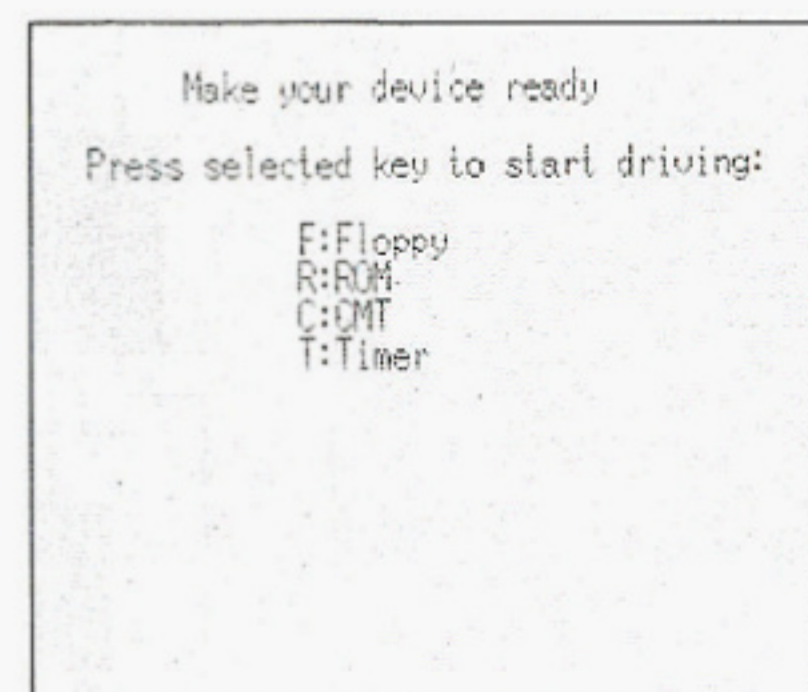 Make your device ready
Press selected key to start driving:
F:Floppy
R:ROM
C:CMT
T:Timer